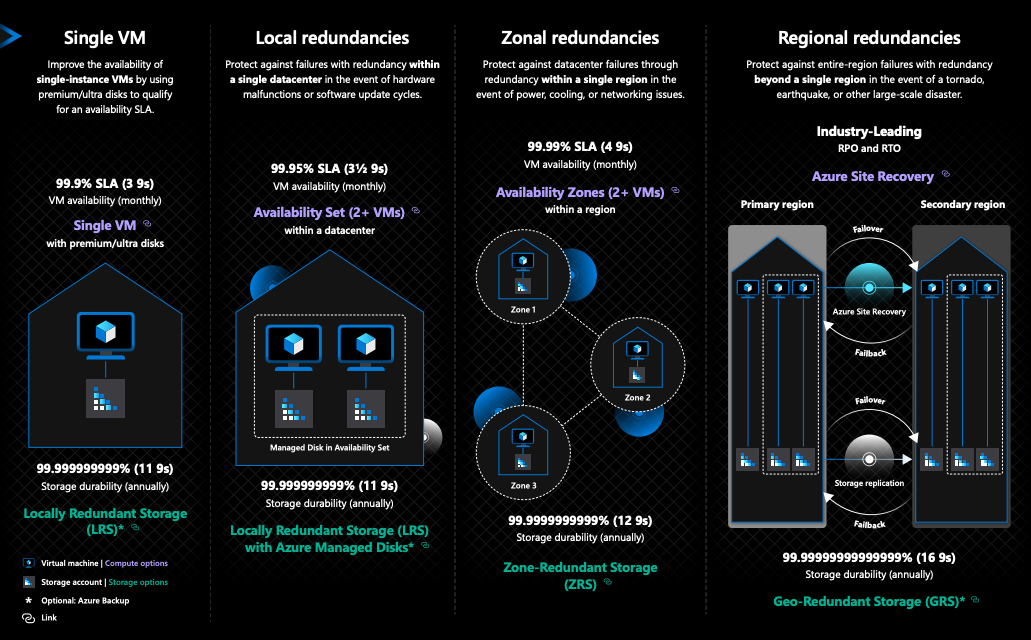 Single VM
Improve the availability of
single-instance VMs by using
premium/ultra disks to qualify
for an availability SLA.
99.9% SLA (3 9s)
VM availability (monthly)
Single VM
with premium/ultra disks
99.999999999% (11 9s)
Storage durability (annually)
Locally Redundant Storage
(LRS)*
Virtual machine | Compute options
Storage account | Storage options
* Optional: Azure Backup
Link
Local redundancies
Protect against failures with redundancy within
a single datacenter in the event of hardware
malfunctions or software update cycles.
99.95% SLA (3½ 9s)
VM availability (monthly)
Availability Set (2+ VMs)
within a datacenter
Managed Disk in Availability Set
99.999999999% (11 9s)
Storage durability (annually)
Locally Redundant Storage (LRS)
with Azure Managed Disks*
Zonal redundancies
Protect against datacenter failures through
redundancy within a single region in the
event of power, cooling, or networking issues.
99.99% SLA (4 9s)
VM availability (monthly)
Availability Zones (2+ VMs)
within a region
Zone 1
Zone 2
Zone 3
99.9999999999% (12 9s)
Storage durability (annually)
Zone-Redundant Storage
(ZRS)
Regional redundancies
Protect against entire-region failures with redundancy
beyond a single region in the event of a tornado,
earthquake, or other large-scale disaster.
Industry-Leading
RPO and RTO
Azure Site Recovery
Primary region
Secondary region
Failover
Azure Site Recovery
Failback
Failover
Storage replication
Failback
99.99999999999999% (16 9s)
Storage durability (annually)
Geo-Redundant Storage (GRS)*